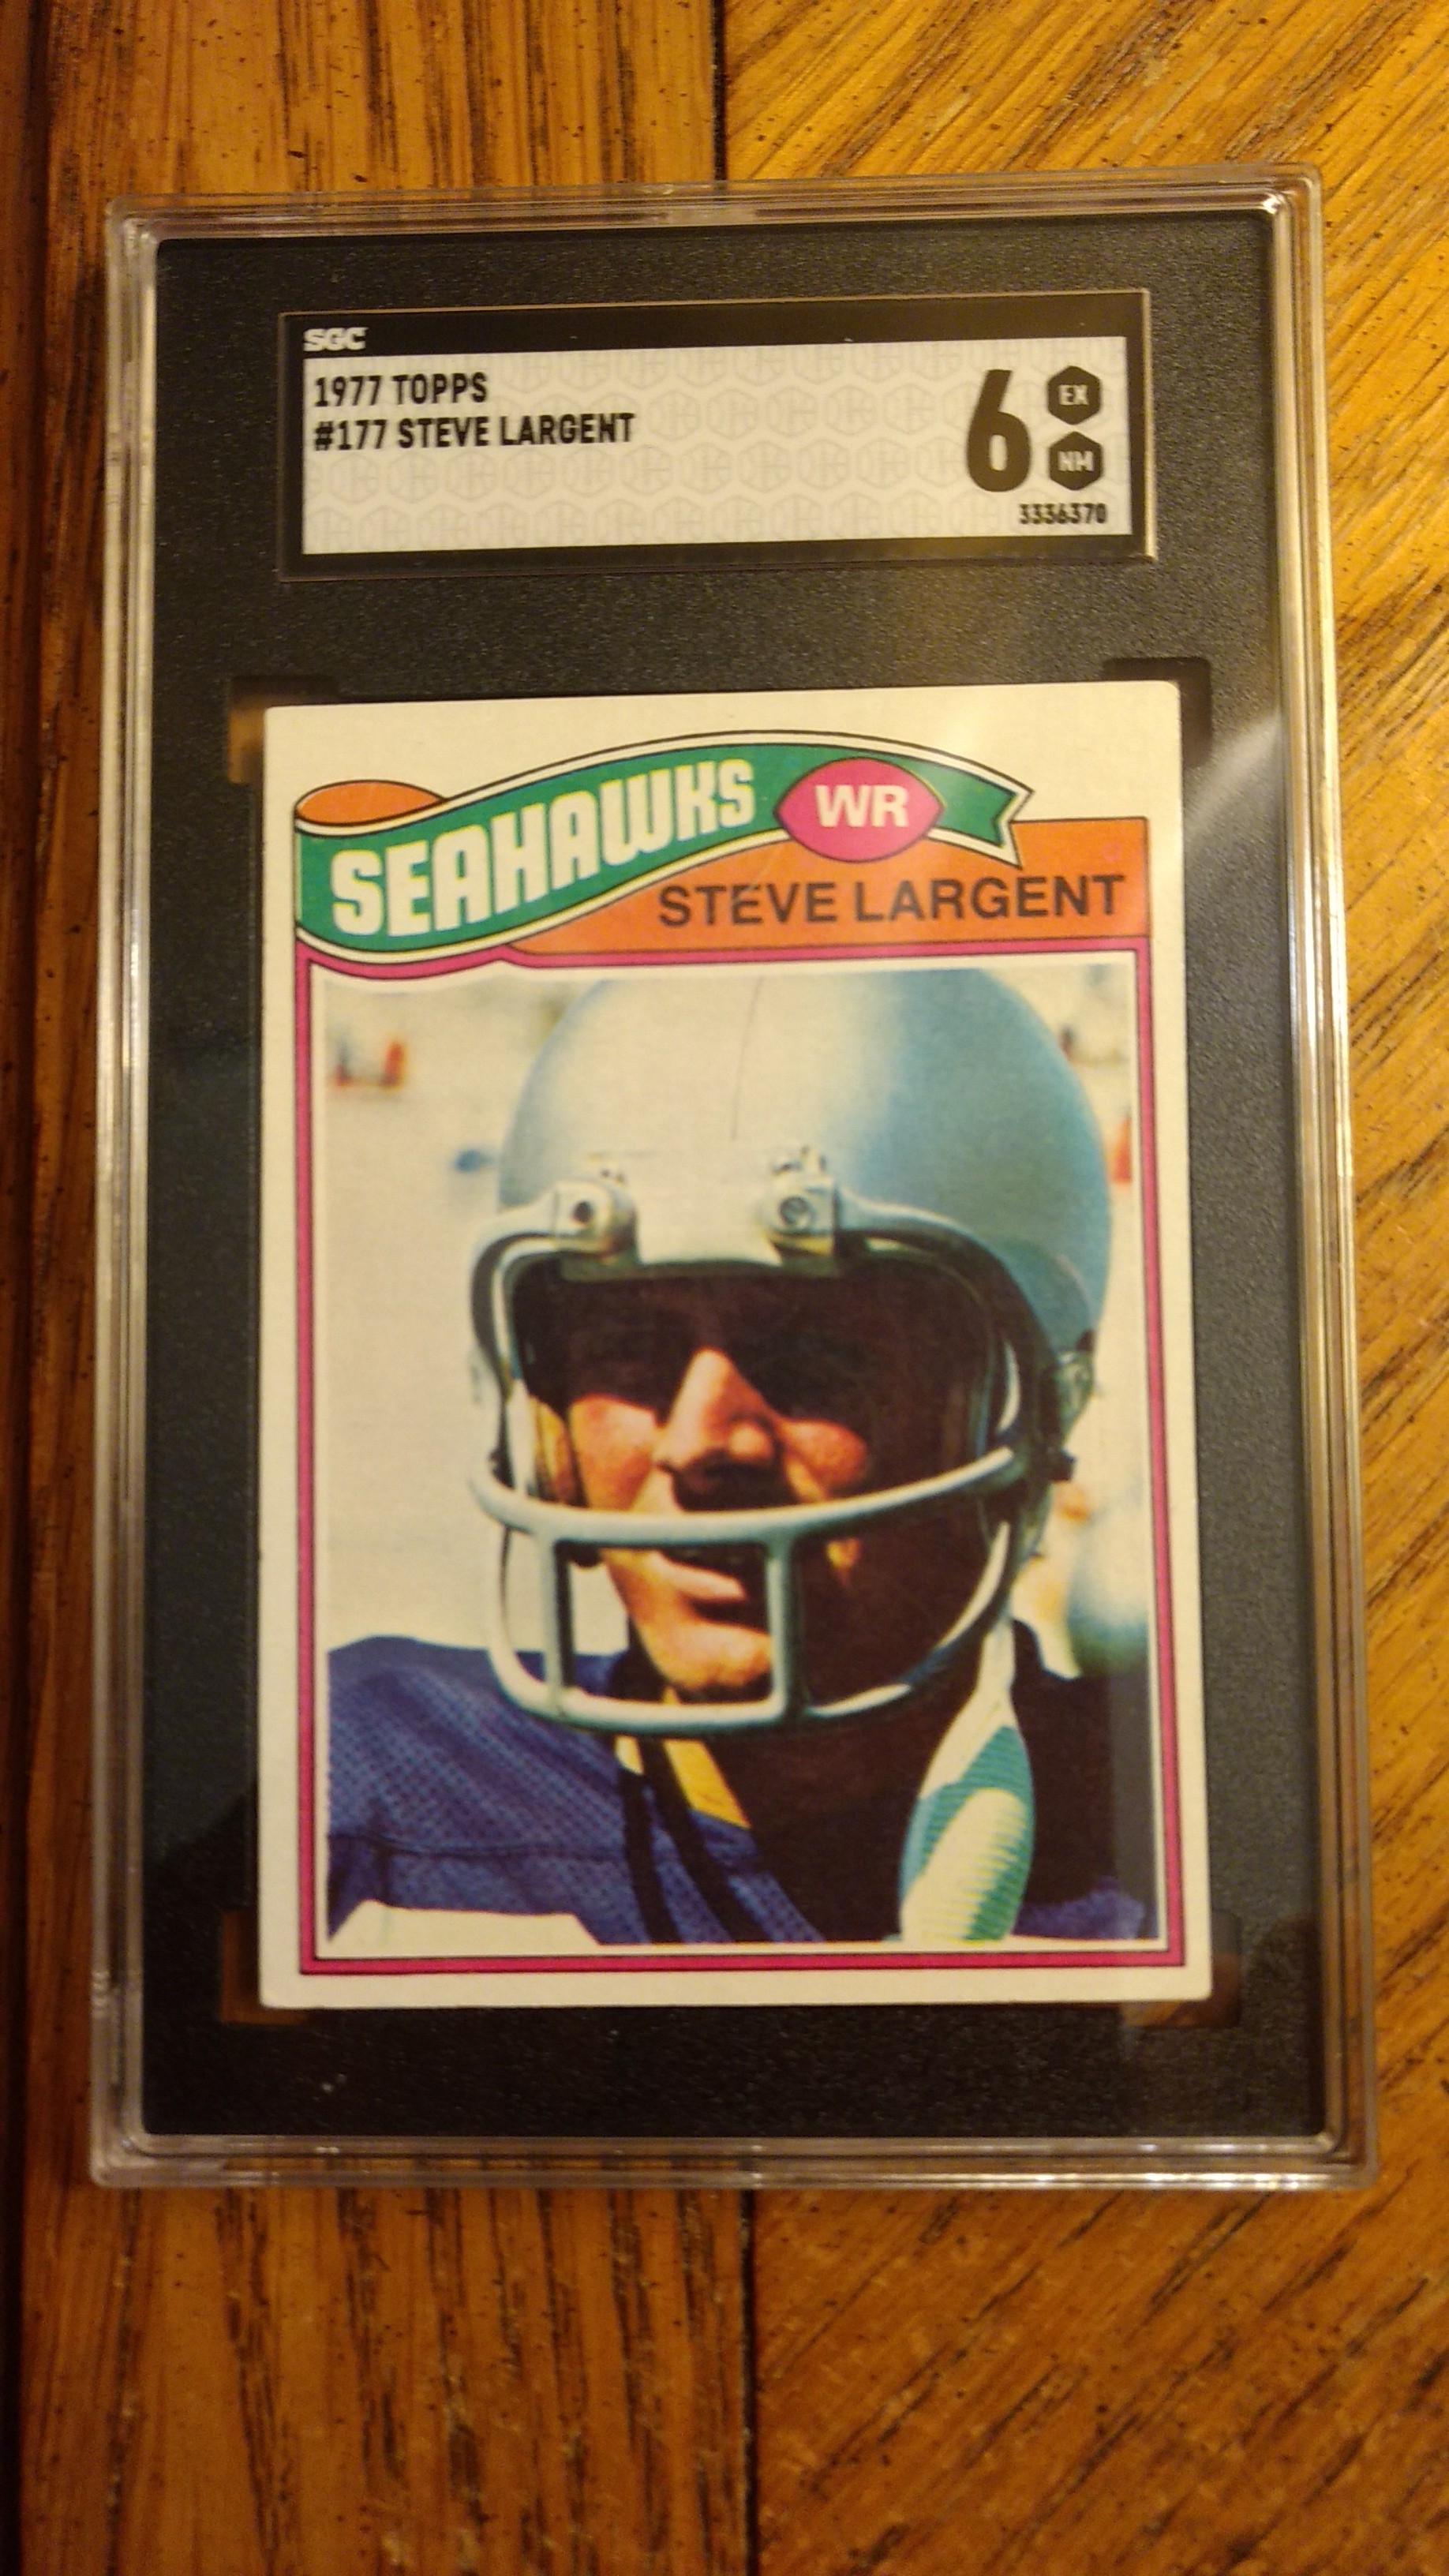 SGC
1977 TOPPS
#177 STEVE LARGENT
6 EX
NM
3336370
SEAHAWKS WR
STEVE LARGENT